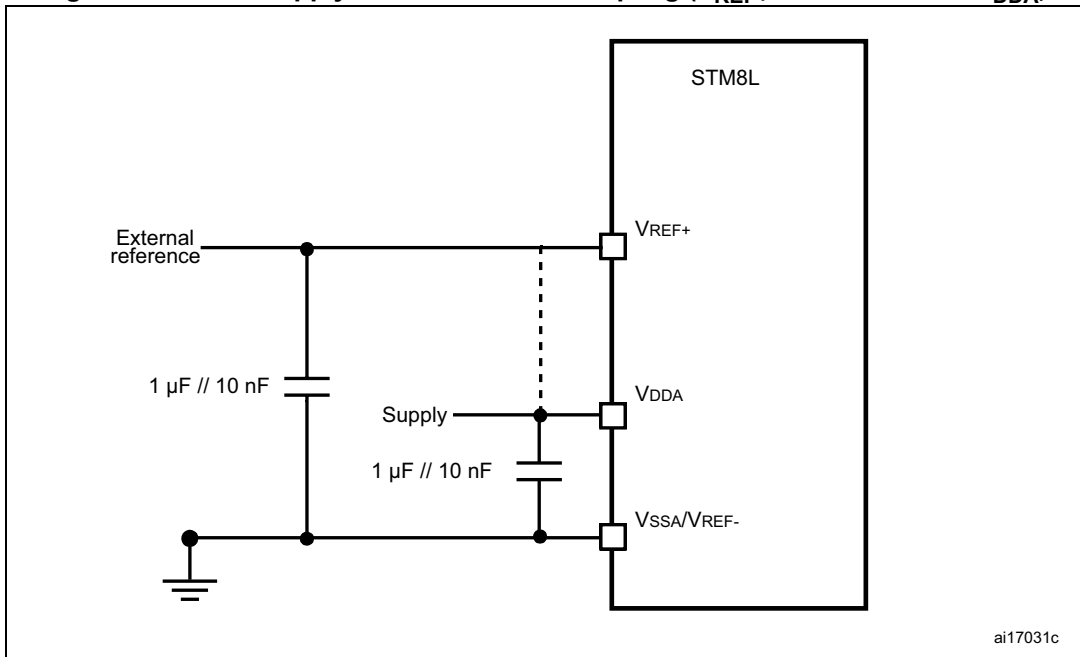 STM8L
VREF+
External
reference
1 µF // 10 nF
VDDA
Supply
1 µF // 10 nF
VSSA/VREF-
ai17031c